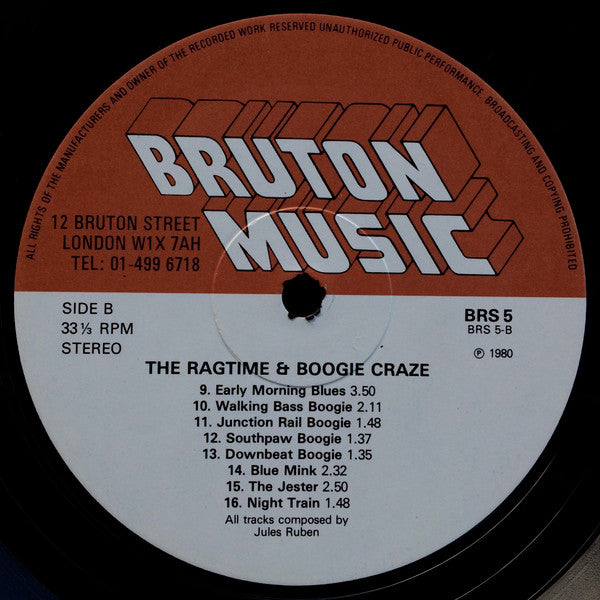 ALL RIGHTS OF THE MANUFACTURERS AND OWNER OF THE RECORDED WORK RESERVED UNAUTHORIZED PUBLIC PERFORMANCE, BROADCASTING AND COPYING PROHIBITED
BRUTON
MUSIC
12 BRUTON STREET
LONDON W1X 7AH
TEL: 01-499 6718
SIDE B
33⅓ RPM
STEREO
BRS 5
BRS 5-B
℗ 1980
THE RAGTIME & BOOGIE CRAZE
9. Early Morning Blues 3.50
10. Walking Bass Boogie 2.11
11. Junction Rail Boogie 1.48
12. Southpaw Boogie 1.37
13. Downbeat Boogie 1.35
14. Blue Mink 2.32
15. The Jester 2.50
16. Night Train 1.48
All tracks composed by
Jules Ruben